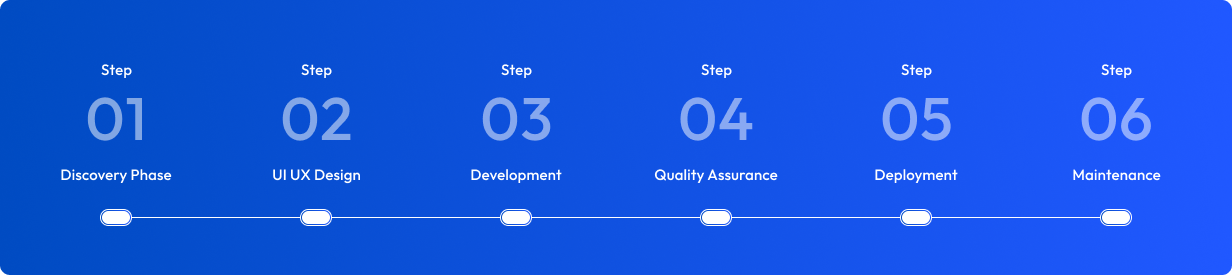 Step
01
Discovery Phase
Step
02
UI UX Design
Step
03
Development
Step
04
Quality Assurance
Step
05
Deployment
Step
06
Maintenance